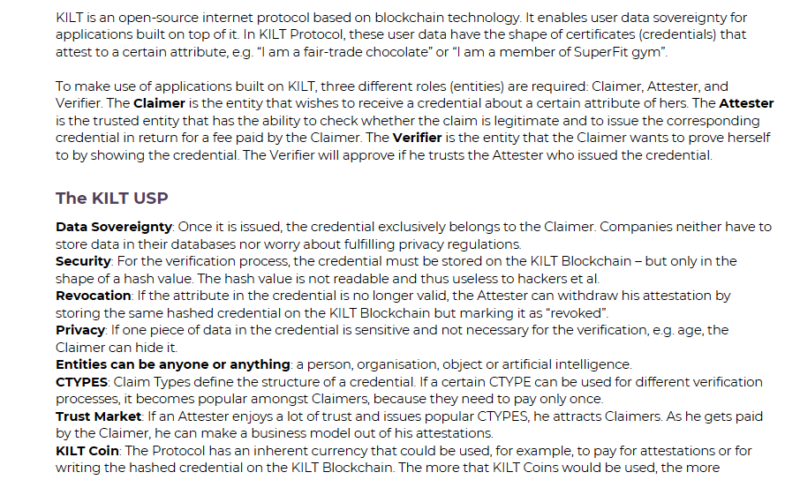 KILT is an open-source internet protocol based on blockchain technology. It enables user data sovereignty for
applications built on top of it. In KILT Protocol, these user data have the shape of certificates (credentials) that
attest to a certain attribute, e.g. “I am a fair-trade chocolate” or “I am a member of SuperFit gym”.
To make use of applications built on KILT, three different roles (entities) are required: Claimer, Attester, and
Verifier. The Claimer is the entity that wishes to receive a credential about a certain attribute of hers. The Attester
is the trusted entity that has the ability to check whether the claim is legitimate and to issue the corresponding
credential in return for a fee paid by the Claimer. The Verifier is the entity that the Claimer wants to prove herself
to by showing the credential. The Verifier will approve if he trusts the Attester who issued the credential.
The KILT USP
Data Sovereignty: Once it is issued, the credential exclusively belongs to the Claimer. Companies neither have to
store data in their databases nor worry about fulfilling privacy regulations.
Security: For the verification process, the credential must be stored on the KILT Blockchain – but only in the
shape of a hash value. The hash value is not readable and thus useless to hackers et al.
Revocation: If the attribute in the credential is no longer valid, the Attester can withdraw his attestation by
storing the same hashed credential on the KILT Blockchain but marking it as “revoked”.
Privacy: If one piece of data in the credential is sensitive and not necessary for the verification, e.g. age, the
Claimer can hide it.
Entities can be anyone or anything: a person, organisation, object or artificial intelligence.
CTYPES: Claim Types define the structure of a credential. If a certain CTYPE can be used for different verification
processes, it becomes popular amongst Claimers, because they need to pay only once.
Trust Market: If an Attester enjoys a lot of trust and issues popular CTYPES, he attracts Claimers. As he gets paid
by the Claimer, he can make a business model out of his attestations.
KILT Coin: The Protocol has an inherent currency that could be used, for example, to pay for attestations or for
writing the hashed credential on the KILT Blockchain. The more that KILT Coins would be used, the more